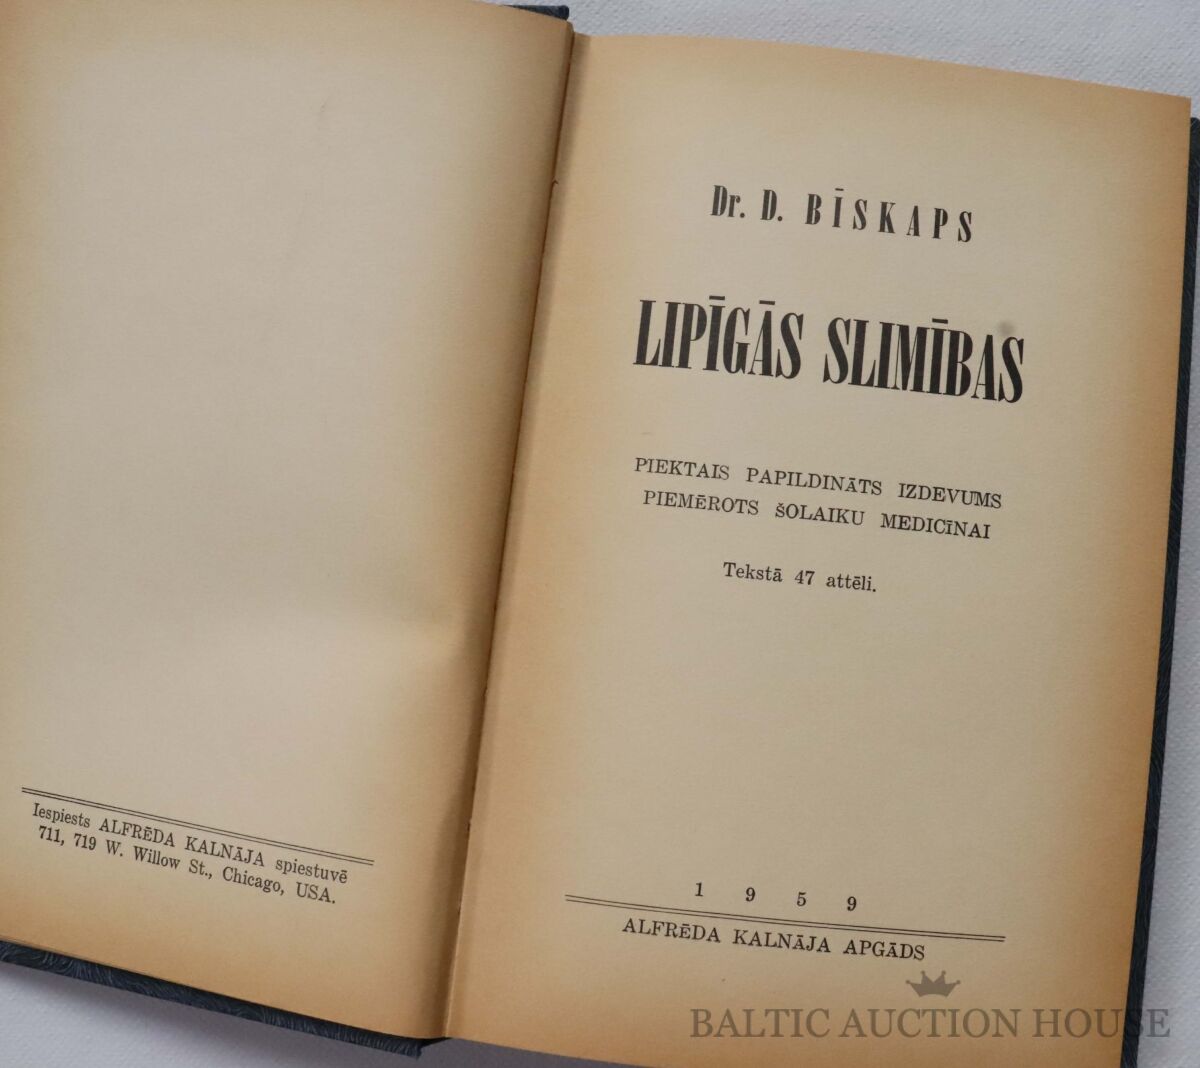 Iespiests ALFRĒDA KALNĀJA spiestuvē
711, 719 W. Willow St., Chicago, USA.
Dr. D. BĪSKAPS
LIPĪGĀS SLIMĪBAS
PIEKTAIS PAPILDINĀTS IZDEVUMS
PIEMĒROTS ŠOLAIKU MEDICĪNAI
Tekstā 47 attēli.
1 9 5 9
ALFRĒDA KALNĀJA APGĀDS
BALTIC AUCTION HOUSE